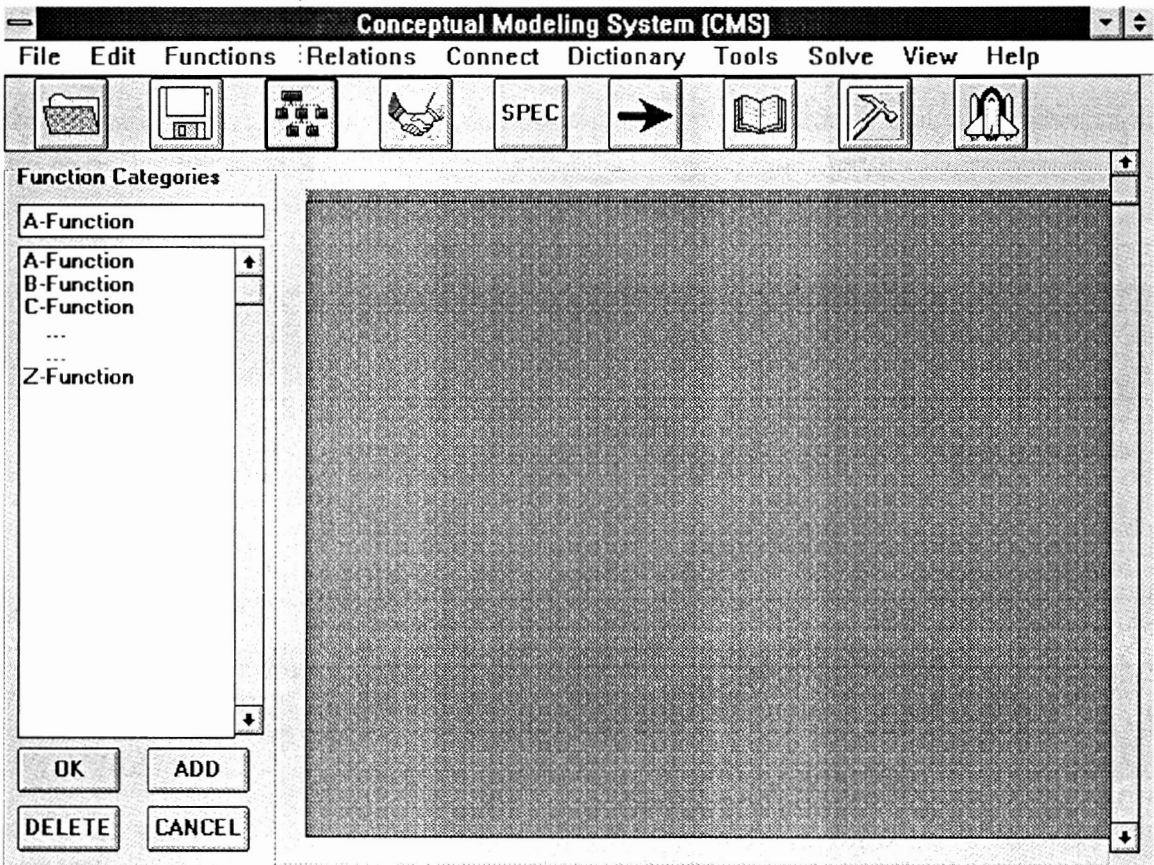 Conceptual Modeling System (CMS)
File Edit Functions Relations Connect Dictionary Tools Solve View Help
SPEC
Function Categories
A-Function
A-Function
B-Function
C-Function
---
---
Z-Function
OK ADD
DELETE CANCEL